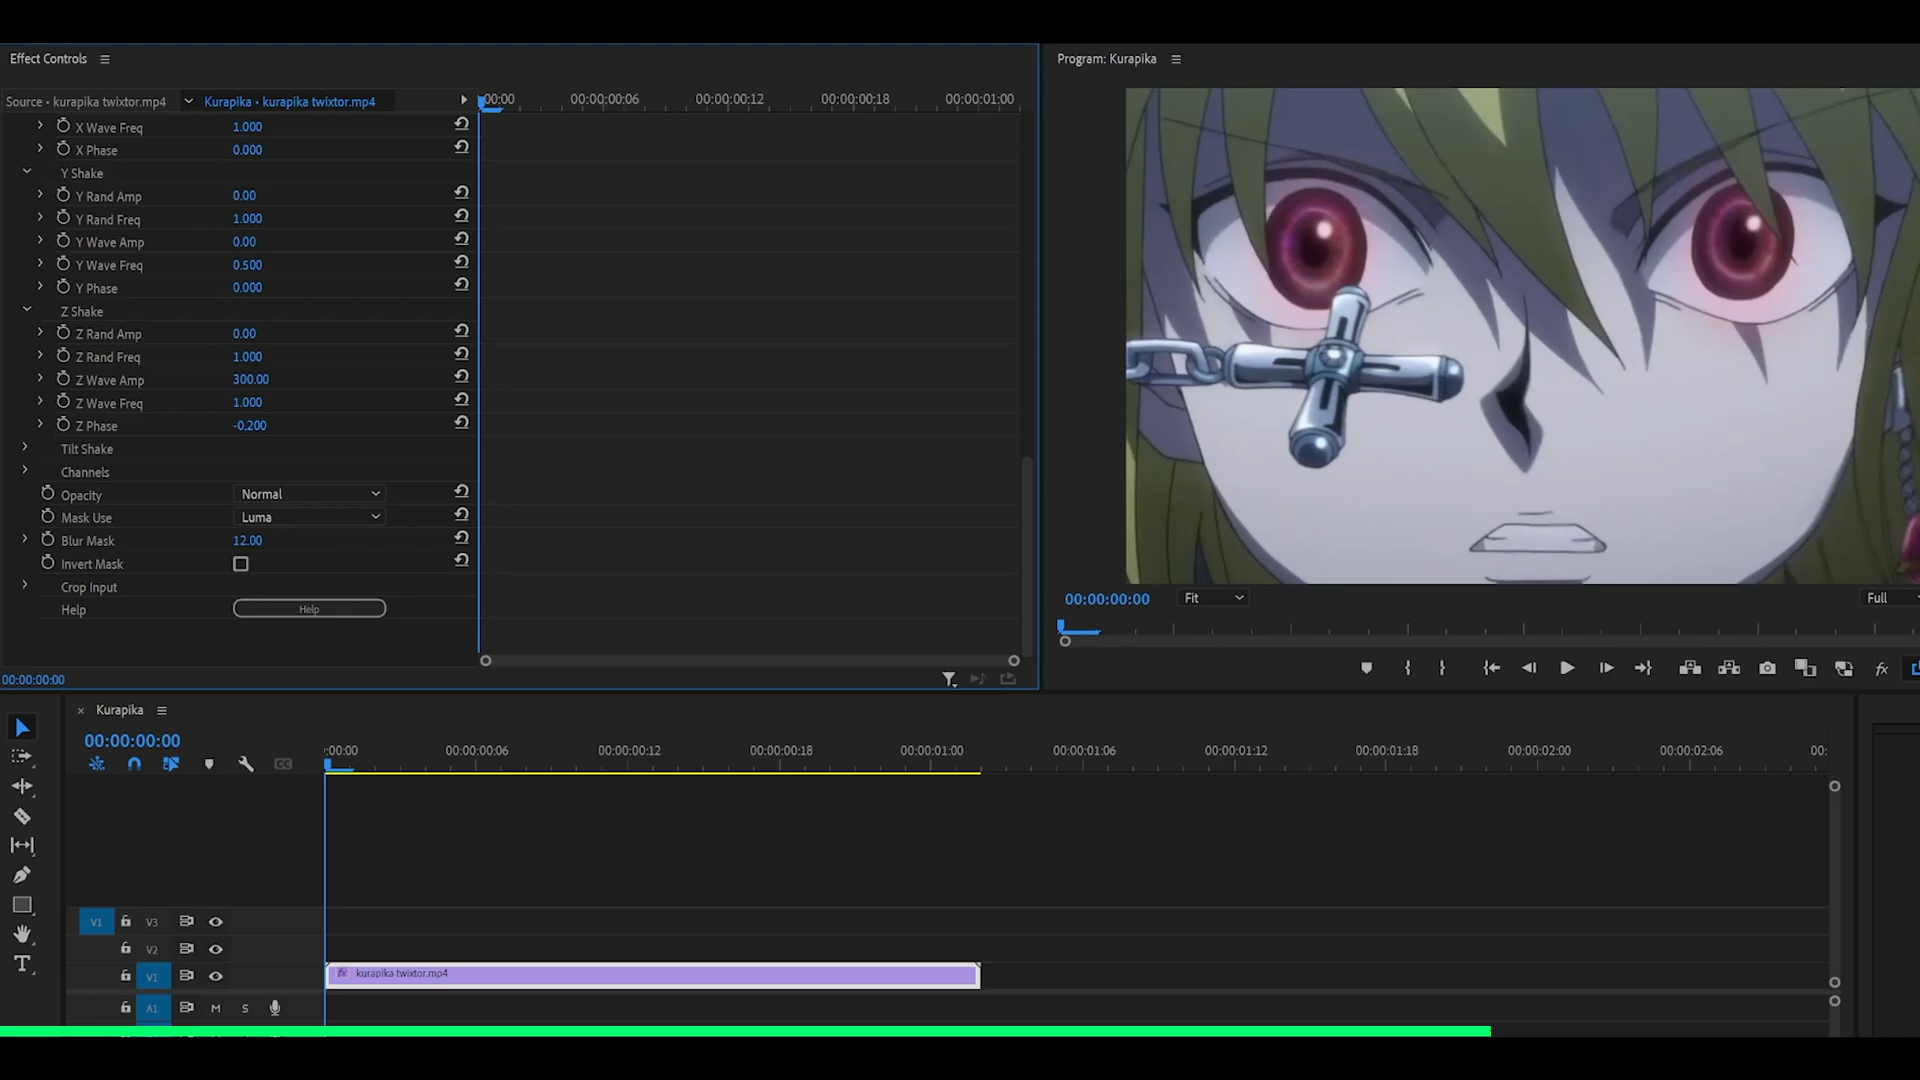 Effect Controls
Source • kurapika twixtor.mp4
Kurapika • kurapika twixtor.mp4
:00:00 00:00:00:06 00:00:00:12 00:00:00:18 00:00:01:00
X Wave Freq 1.000
X Phase 0.000
Y Shake
Y Rand Amp 0.00
Y Rand Freq 1.000
Y Wave Amp 0.00
Y Wave Freq 0.500
Y Phase 0.000
Z Shake
Z Rand Amp 0.00
Z Rand Freq 1.000
Z Wave Amp 300.00
Z Wave Freq 1.000
Z Phase -0.200
Tilt Shake
Channels
Opacity Normal
Mask Use Luma
Blur Mask 12.00
Invert Mask
Crop Input
Help Help
00:00:00:00
Program: Kurapika
00:00:00:00 Fit Full
fx
Kurapika
00:00:00:00
CC
:00:00 00:00:00:06 00:00:00:12 00:00:00:18 00:00:01:00 00:00:01:06 00:00:01:12 00:00:01:18 00:00:02:00 00:00:02:06 00:
V1 V3
V2
V1 fx kurapika twixtor.mp4
A1 M S